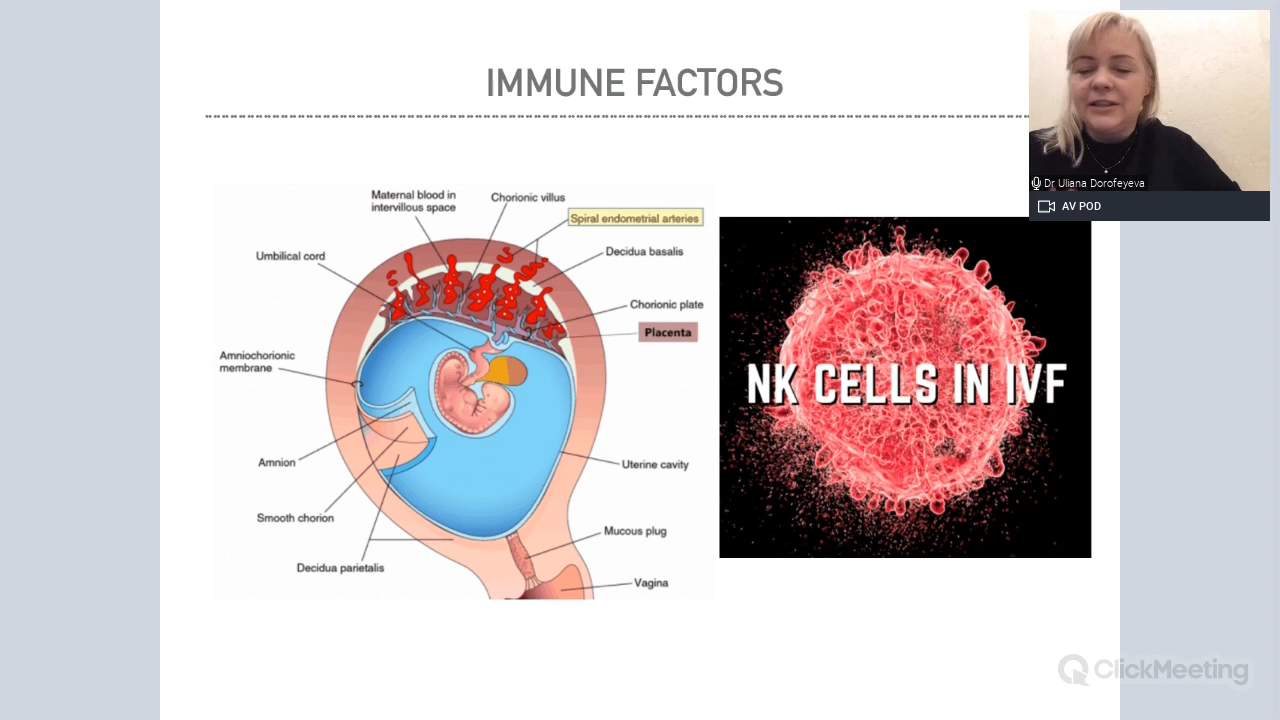 IMMUNE FACTORS
Dr Uliana Dorofeyeva
AV POD
Maternal blood in
intervillous space
Chorionic villus
Spiral endometrial arteries
Umbilical cord
Decidua basalis
Chorionic plate
Placenta
Amniochorionic
membrane
Amnion
Uterine cavity
Smooth chorion
Mucous plug
Decidua parietalis
Vagina
NK CELLS IN IVF
ClickMeeting